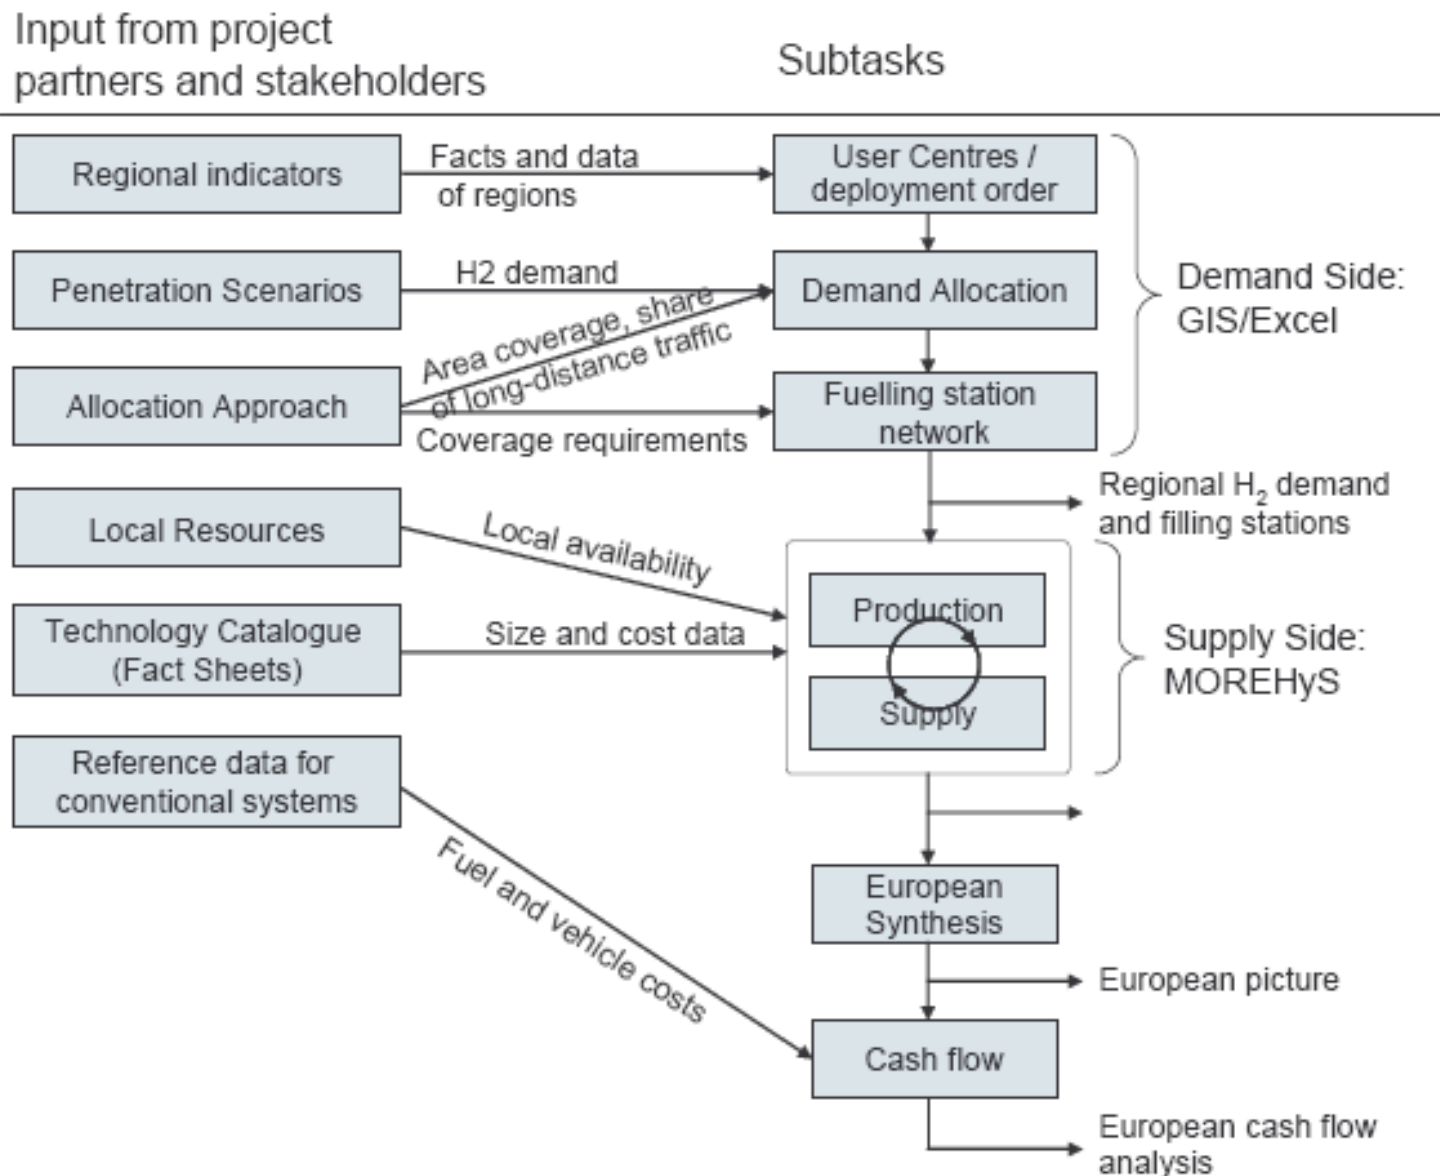 Input from project
partners and stakeholders
Subtasks
Regional indicators
Facts and data
of regions
User Centres /
deployment order
Penetration Scenarios
H2 demand
Demand Allocation
Demand Side:
GIS/Excel
Area coverage, share
of long-distance traffic
Allocation Approach
Coverage requirements
Fuelling station
network
Regional H₂ demand
and filling stations
Local Resources
Local availability
Production
Technology Catalogue
(Fact Sheets)
Size and cost data
Supply Side:
MOREHyS
Supply
Reference data for
conventional systems
Fuel and vehicle costs
European
Synthesis
European picture
Cash flow
European cash flow
analysis